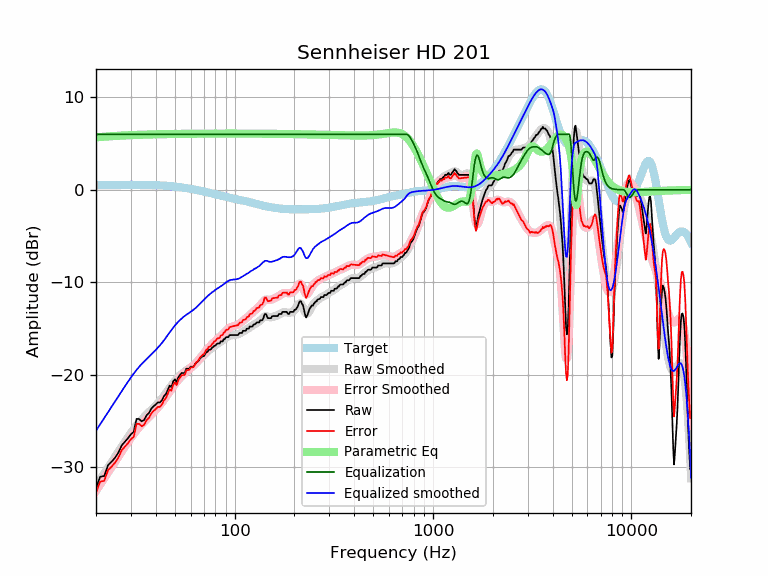 Sennheiser HD 201
Amplitude (dBr)
10
0
−10
−20
−30
100
1000
10000
Frequency (Hz)
Target
Raw Smoothed
Error Smoothed
Raw
Error
Parametric Eq
Equalization
Equalized smoothed